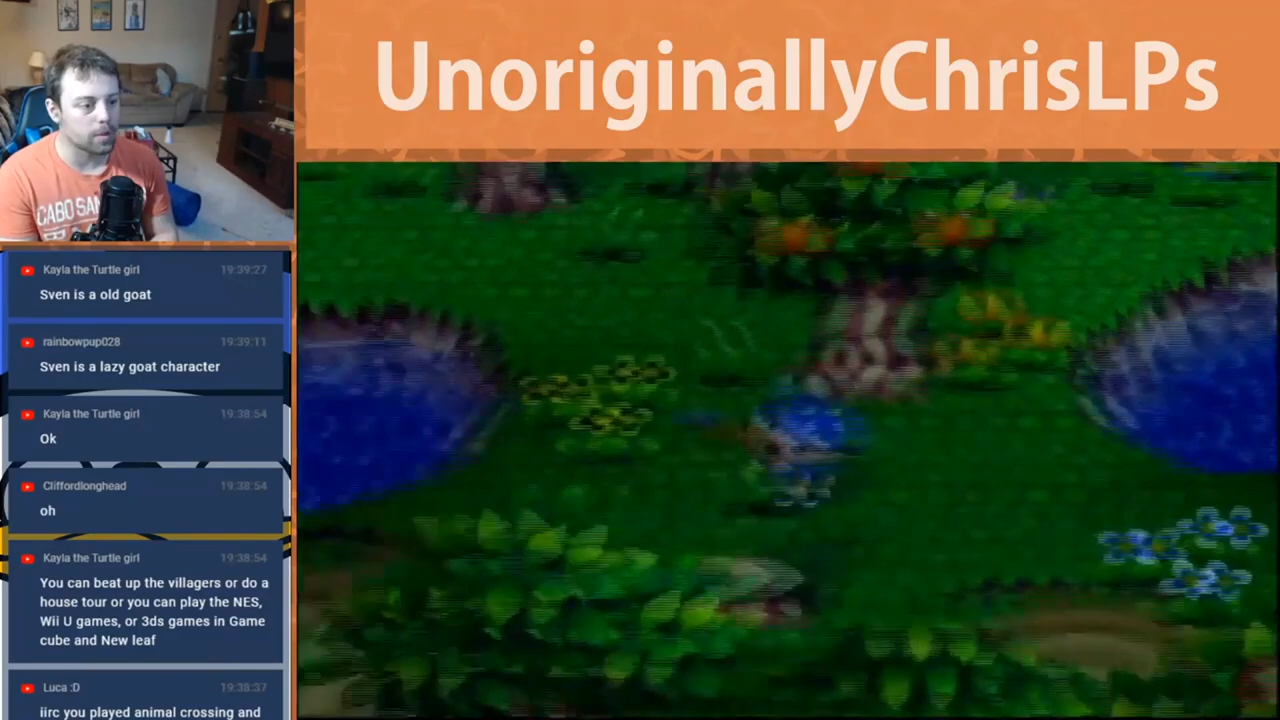 UnoriginallyChrisLPs
CABO SAN
Kayla the Turtle girl 19:39:27
Sven is a old goat
rainbowpup028 19:39:11
Sven is a lazy goat character
Kayla the Turtle girl 19:38:54
Ok
Cliffordlonghead 19:38:54
oh
Kayla the Turtle girl 19:38:54
You can beat up the villagers or do a
house tour or you can play the NES,
Wii U games, or 3ds games in Game
cube and New leaf
Luca :D 19:38:37
iirc you played animal crossing and